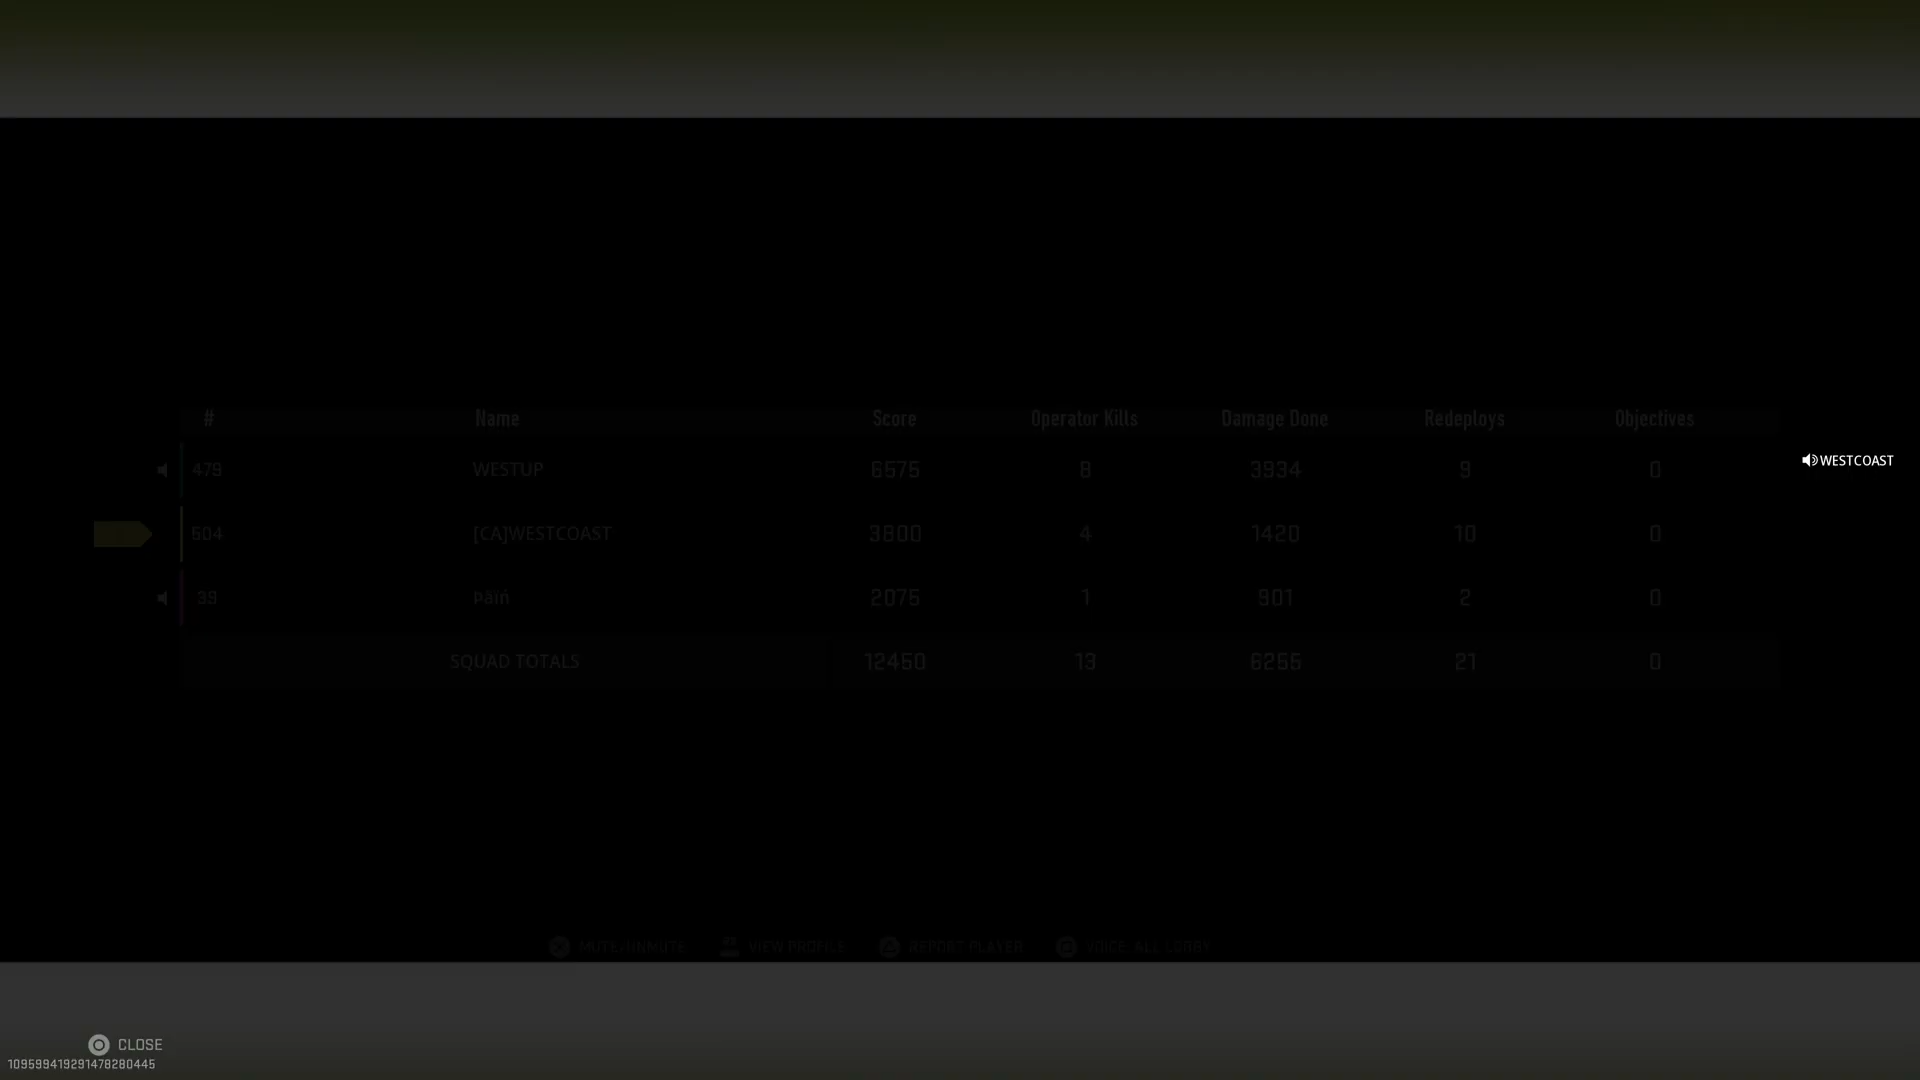 # Name Score Operator Kills Damage Done Redeploys Objectives
479 WESTUP 6575 8 3934 9 0
WESTCOAST
504 [CA]WESTCOAST 3800 4 1420 10 0
39 Þäíń 2075 1 901 2 0
SQUAD TOTALS 12450 13 6255 21 0
MUTE/UNMUTE VIEW PROFILE REPORT PLAYER VOICE: ALL LOBBY
CLOSE
10959941929147828044​5